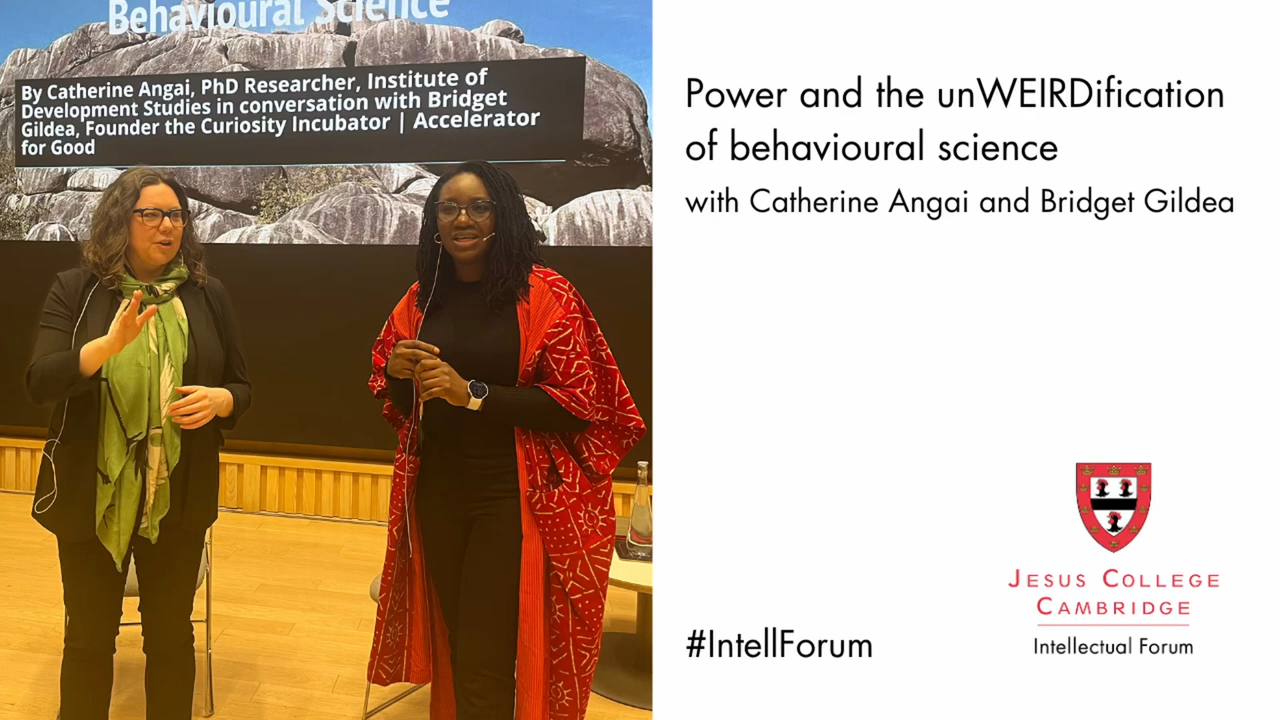 Behavioural Science
By Catherine Angai, PhD Researcher, Institute of
Development Studies in conversation with Bridget
Gildea, Founder the Curiosity Incubator | Accelerator
for Good
Power and the unWEIRDification
of behavioural science
with Catherine Angai and Bridget Gildea
#IntellForum
JESUS COLLEGE
CAMBRIDGE
Intellectual Forum